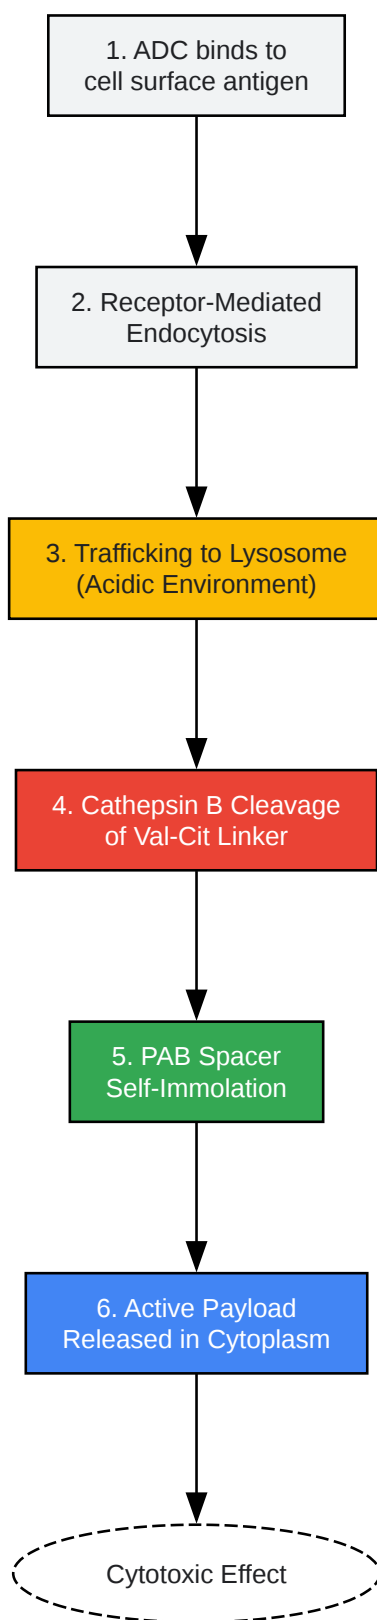 1. ADC binds to
cell surface antigen
2. Receptor-Mediated
Endocytosis
3. Trafficking to Lysosome
(Acidic Environment)
4. Cathepsin B Cleavage
of Val-Cit Linker
5. PAB Spacer
Self-Immolation
6. Active Payload
Released in Cytoplasm
Cytotoxic Effect